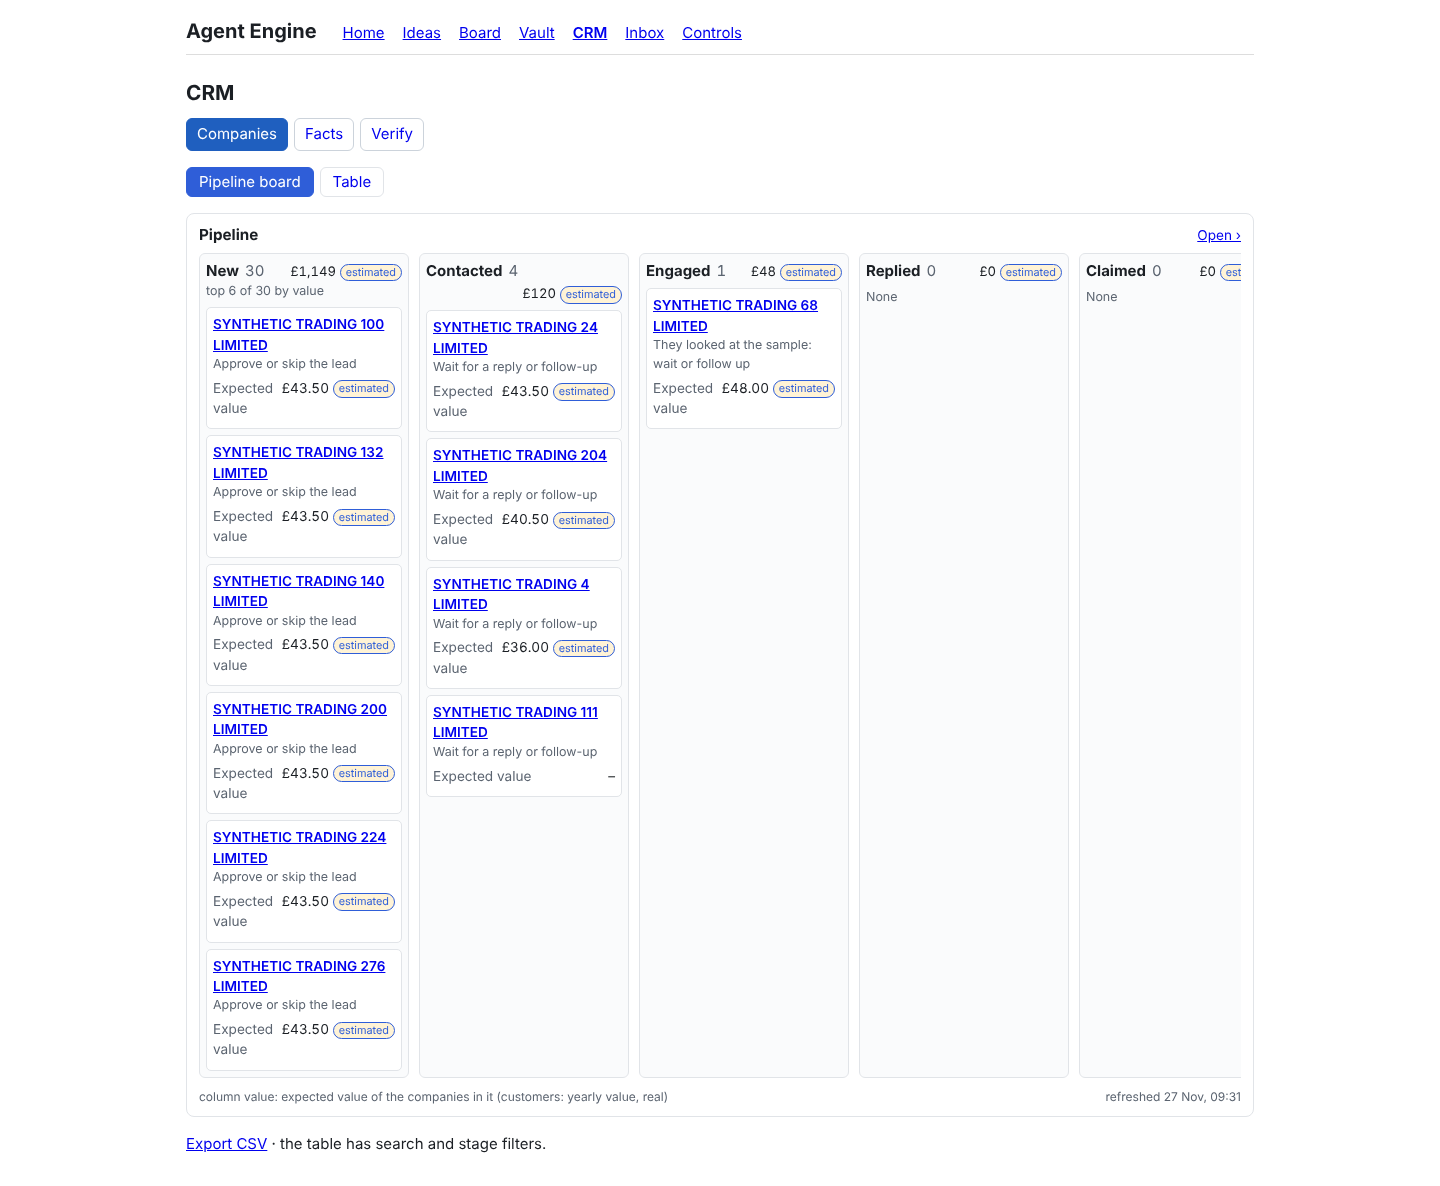 Agent Engine Home Ideas Board Vault CRM Inbox Controls
CRM
Companies Facts Verify
Pipeline board Table
Pipeline Open ›
New 30 £1,149 estimated
top 6 of 30 by value
SYNTHETIC TRADING 100
LIMITED
Approve or skip the lead
Expected £43.50 estimated
value
SYNTHETIC TRADING 132
LIMITED
Approve or skip the lead
Expected £43.50 estimated
value
SYNTHETIC TRADING 140
LIMITED
Approve or skip the lead
Expected £43.50 estimated
value
SYNTHETIC TRADING 200
LIMITED
Approve or skip the lead
Expected £43.50 estimated
value
SYNTHETIC TRADING 224
LIMITED
Approve or skip the lead
Expected £43.50 estimated
value
SYNTHETIC TRADING 276
LIMITED
Approve or skip the lead
Expected £43.50 estimated
value
Contacted 4
£120 estimated
SYNTHETIC TRADING 24
LIMITED
Wait for a reply or follow-up
Expected £43.50 estimated
value
SYNTHETIC TRADING 204
LIMITED
Wait for a reply or follow-up
Expected £40.50 estimated
value
SYNTHETIC TRADING 4
LIMITED
Wait for a reply or follow-up
Expected £36.00 estimated
value
SYNTHETIC TRADING 111
LIMITED
Wait for a reply or follow-up
Expected value –
Engaged 1 £48 estimated
SYNTHETIC TRADING 68
LIMITED
They looked at the sample:
wait or follow up
Expected £48.00 estimated
value
Replied 0 £0 estimated
None
Claimed 0 £0 est
None
column value: expected value of the companies in it (customers: yearly value, real) refreshed 27 Nov, 09:31
Export CSV · the table has search and stage filters.